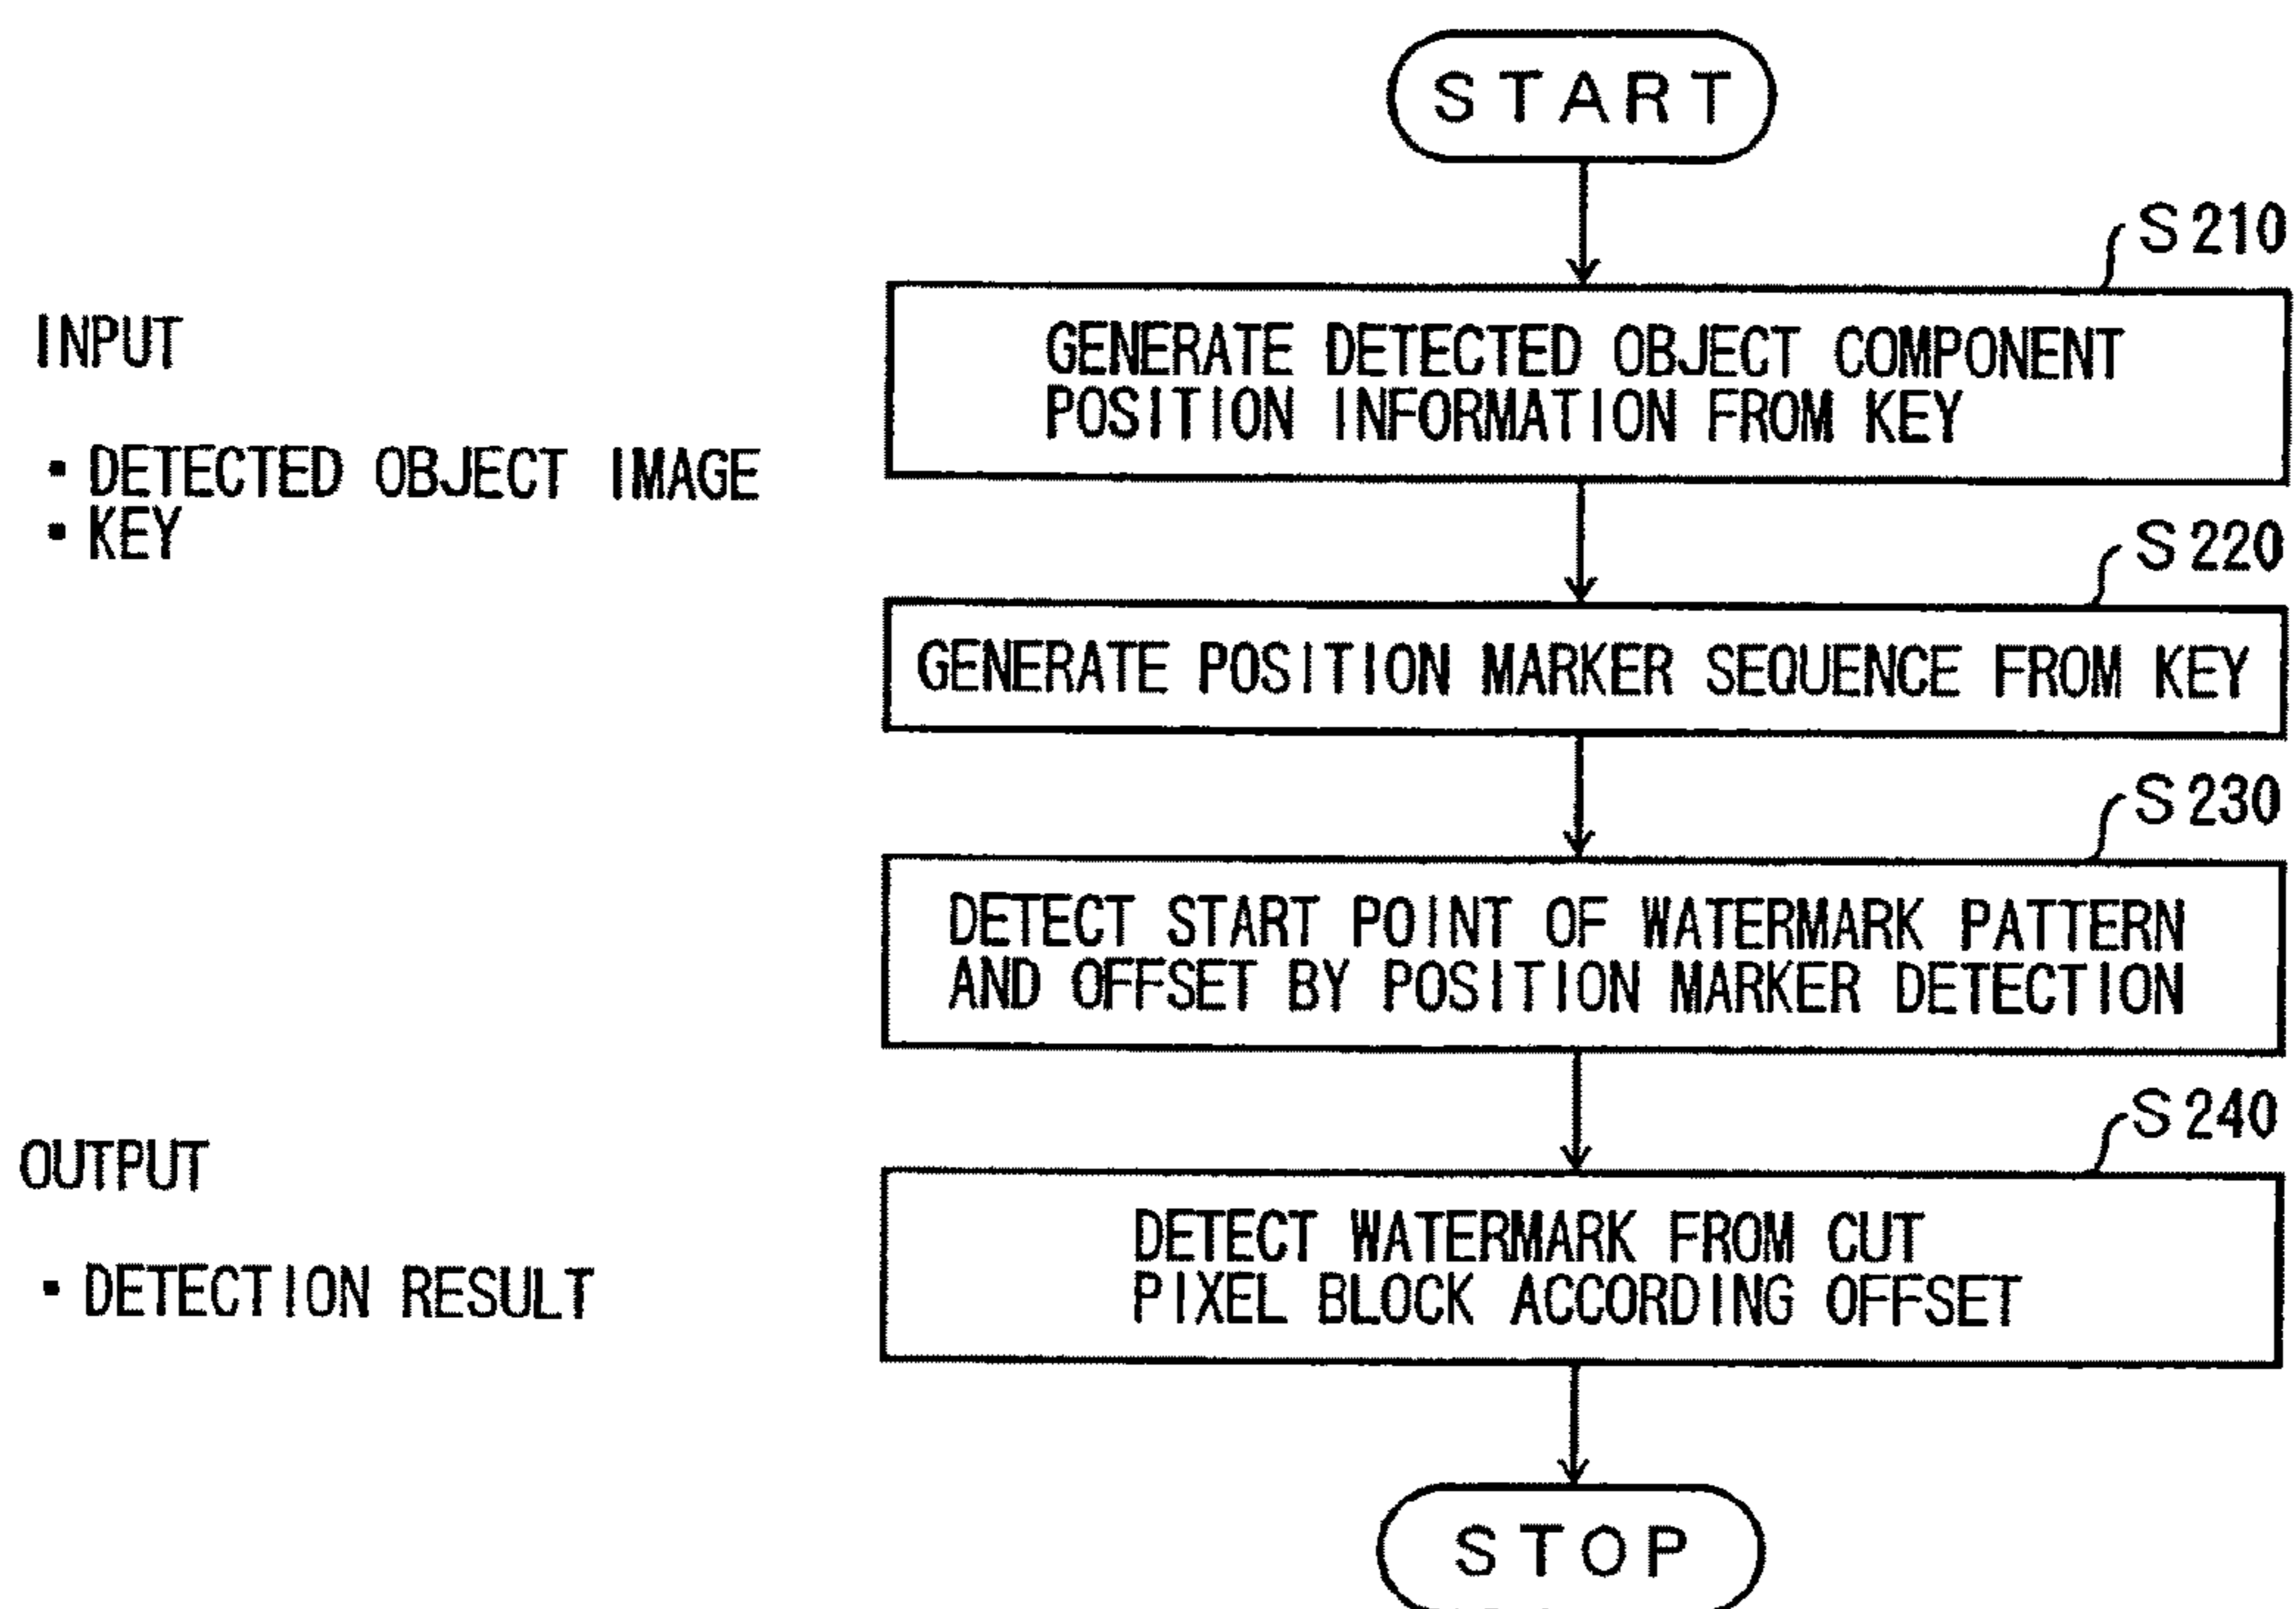 START
S210
INPUT
GENERATE DETECTED OBJECT COMPONENT
POSITION INFORMATION FROM KEY
・DETECTED OBJECT IMAGE
・KEY
S220
GENERATE POSITION MARKER SEQUENCE FROM KEY
S230
DETECT START POINT OF WATERMARK PATTERN
AND OFFSET BY POSITION MARKER DETECTION
S240
OUTPUT
DETECT WATERMARK FROM CUT
PIXEL BLOCK ACCORDING OFFSET
・DETECTION RESULT
STOP